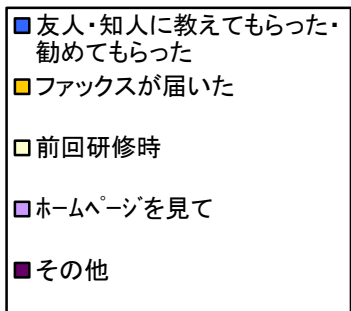 友人・知人に教えてもらった・
勧めてもらった
ファックスが届いた
前回研修時
ﾎｰﾑﾍﾟｰｼﾞを見て
その他